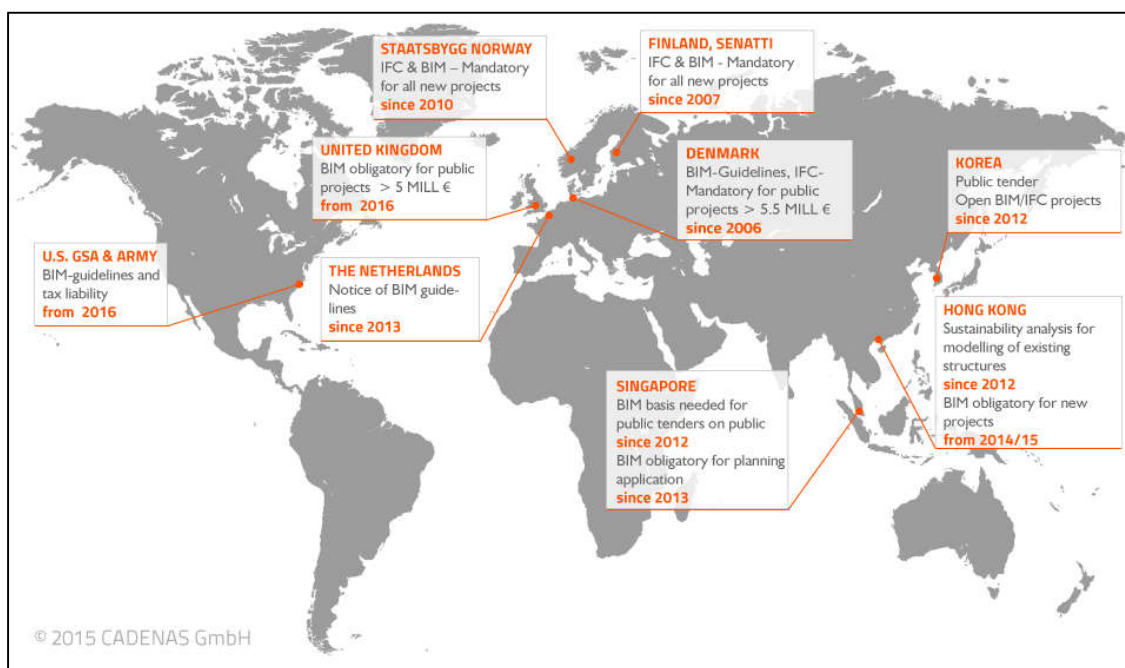 STAATSBYGG NORWAY
IFC & BIM – Mandatory
for all new projects
since 2010
FINLAND, SENATTI
IFC & BIM - Mandatory
for all new projects
since 2007
UNITED KINGDOM
BIM obligatory for public
projects > 5 MILL €
from 2016
DENMARK
BIM-Guidelines, IFC-
Mandatory for public
projects > 5.5 MILL €
since 2006
KOREA
Public tender
Open BIM/IFC projects
since 2012
U.S. GSA & ARMY
BIM-guidelines and
tax liability
from 2016
THE NETHERLANDS
Notice of BIM guide-
lines
since 2013
HONG KONG
Sustainability analysis for
modelling of existing
structures
since 2012
BIM obligatory for new
projects
from 2014/15
SINGAPORE
BIM basis needed for
public tenders on public
since 2012
BIM obligatory for planning
application
since 2013
© 2015 CADENAS GmbH